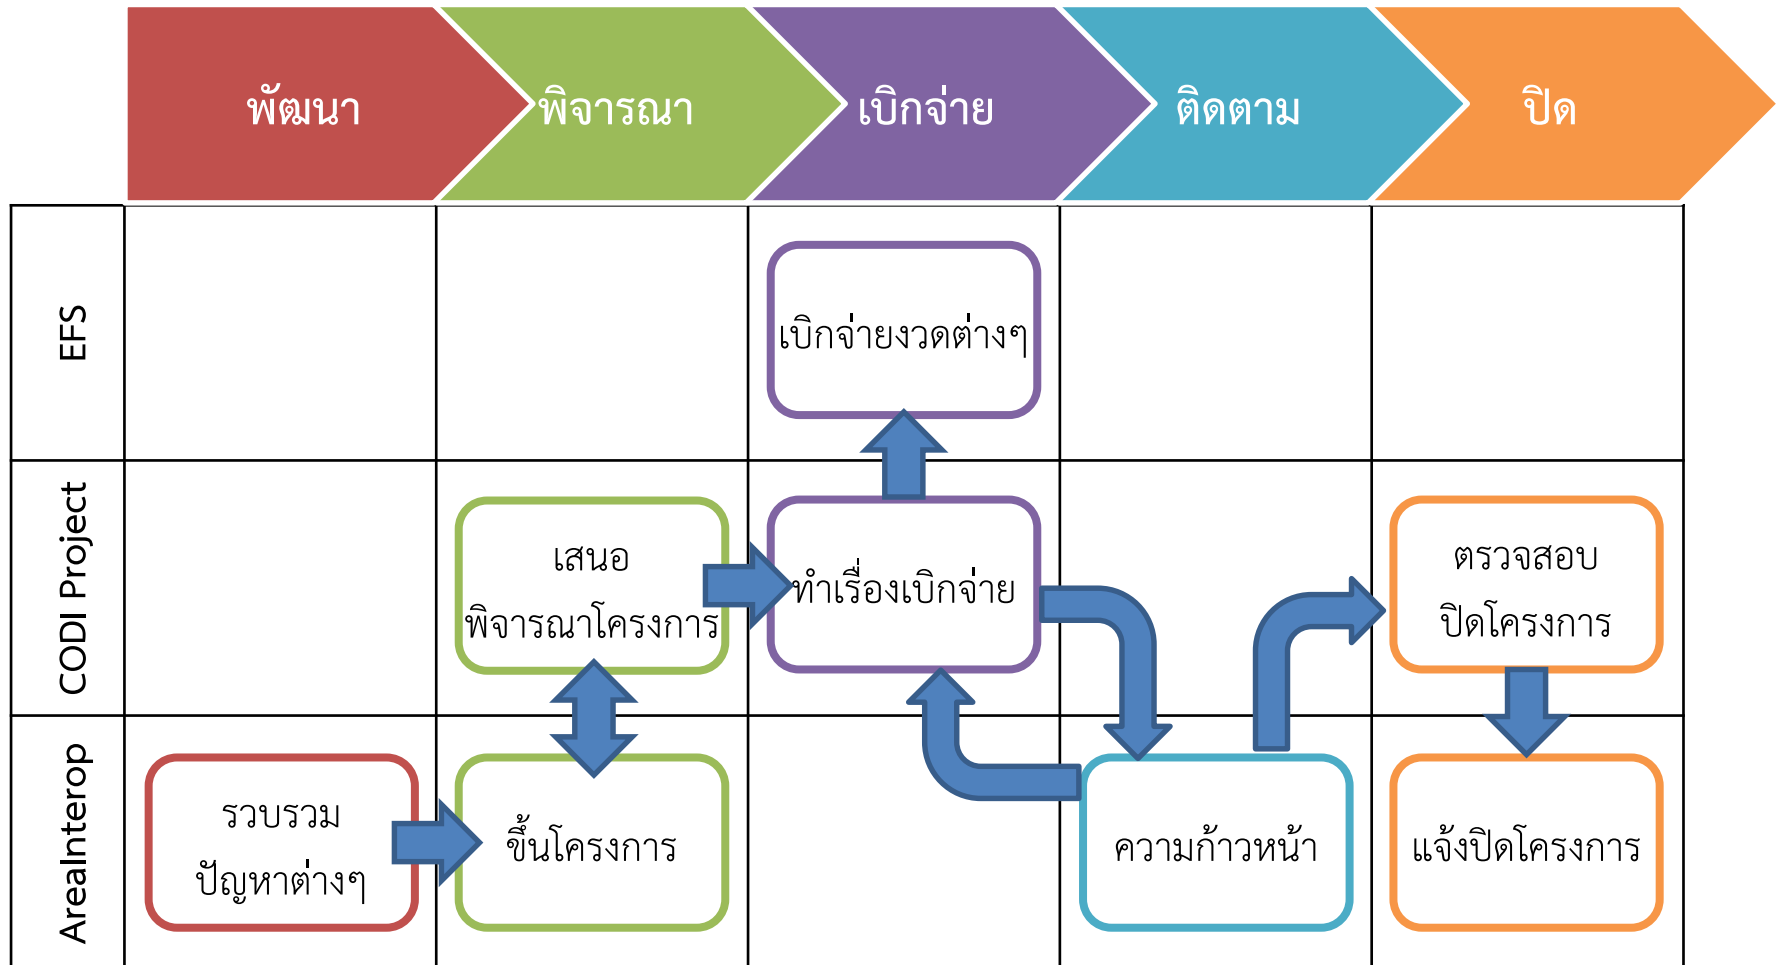 พัฒนา
พิจารณา
เบิกจ่าย
ติดตาม
ปิด
EFS
เบิกจ่ายงวดต่างๆ
CODI Project
เสนอ
พิจารณาโครงการ
ทำเรื่องเบิกจ่าย
ตรวจสอบ
ปิดโครงการ
AreaInterop
รวบรวม
ปัญหาต่างๆ
ขึ้นโครงการ
ความก้าวหน้า
แจ้งปิดโครงการ